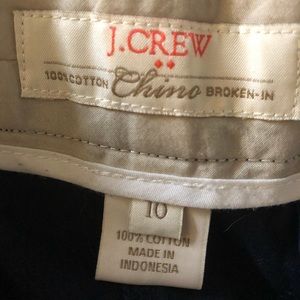 J.CREW
100% COTTON Chino BROKEN-IN
10
100% COTTON
MADE IN
INDONESIA